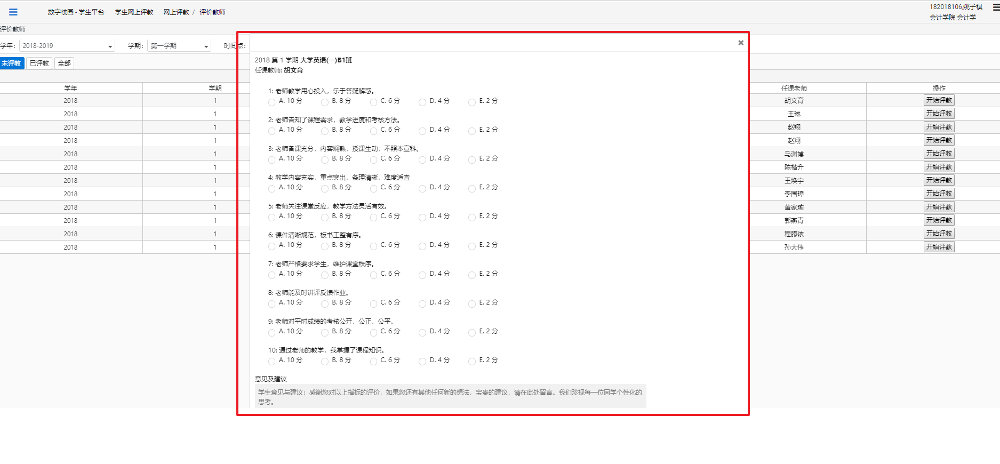 数字校园 - 学生平台 学生网上评教 网上评教 / 评价教师
182018106,姚子棋
会计学院 会计学
评价教师
学年: 2018-2019 学期: 第一学期 时间点:
未评教 已评教 全部
2018 第 1 学期 大学英语(一)B1班
任课教师: 胡文育
1: 老师教学用心投入，乐于答疑解惑。
A. 10 分 B. 8 分 C. 6 分 D. 4 分 E. 2 分
2: 老师告知了课程需求，教学进度和考核方法。
A. 10 分 B. 8 分 C. 6 分 D. 4 分 E. 2 分
3: 老师备课充分，内容娴熟，授课生动，不照本宣科。
A. 10 分 B. 8 分 C. 6 分 D. 4 分 E. 2 分
4: 教学内容充实，重点突出，条理清晰，难度适宜
A. 10 分 B. 8 分 C. 6 分 D. 4 分 E. 2 分
5: 老师关注课堂反应，教学方法灵活有效。
A. 10 分 B. 8 分 C. 6 分 D. 4 分 E. 2 分
6: 课件清晰规范，板书工整有序。
A. 10 分 B. 8 分 C. 6 分 D. 4 分 E. 2 分
7: 老师严格要求学生，维护课堂秩序。
A. 10 分 B. 8 分 C. 6 分 D. 4 分 E. 2 分
8: 老师能及时讲评反馈作业。
A. 10 分 B. 8 分 C. 6 分 D. 4 分 E. 2 分
9: 老师对平时成绩的考核公开，公正，公平。
A. 10 分 B. 8 分 C. 6 分 D. 4 分 E. 2 分
10: 通过老师的教学，我掌握了课程知识。
A. 10 分 B. 8 分 C. 6 分 D. 4 分 E. 2 分
意见及建议
学生意见与建议：感谢您对以上指标的评价，如果您还有其他任何新的想法，宝贵的建议，请在此处留言。我们珍视每一位同学个性化的
思考。
学年 学期 任课老师 操作
2018 1 胡文育 开始评教
2018 1 王琳 开始评教
2018 1 赵翔 开始评教
2018 1 赵翔 开始评教
2018 1 马渊博 开始评教
2018 1 陈楷升 开始评教
2018 1 王焕宇 开始评教
2018 1 李国璋 开始评教
2018 1 黄家瑜 开始评教
2018 1 郭燕青 开始评教
2018 1 开始评教
2018 1 孙大伟 开始评教